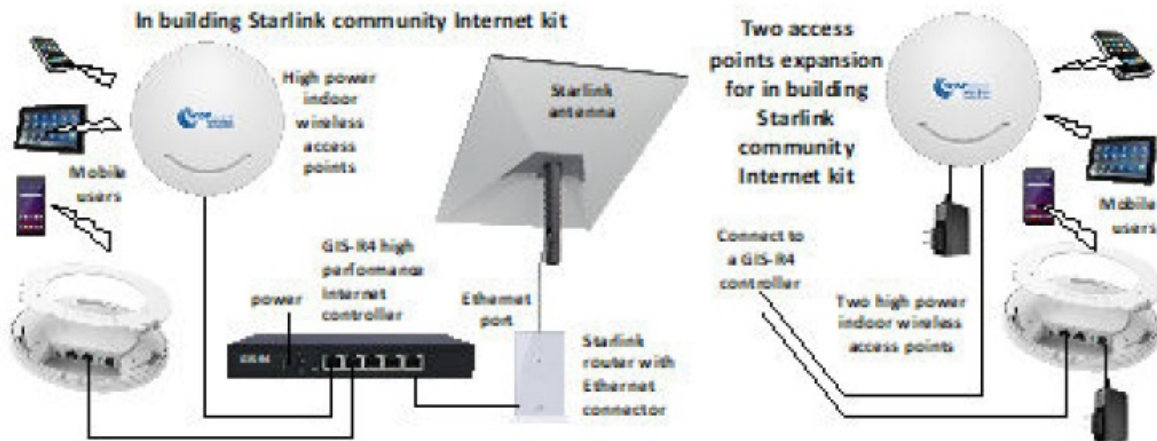 In building Starlink community Internet kit
High power
indoor
wireless
access
points
Starlink
antenna
Mobile
users
GIS-R4 high
performance
Internet
controller
power
Ethernet
port
GIS-R4
Starlink
router with
Ethernet
connector
Two access
points expansion
for in building
Starlink
community
Internet kit
Mobile
users
Connect to
a GIS-R4
controller
Two high power
indoor wireless
access points